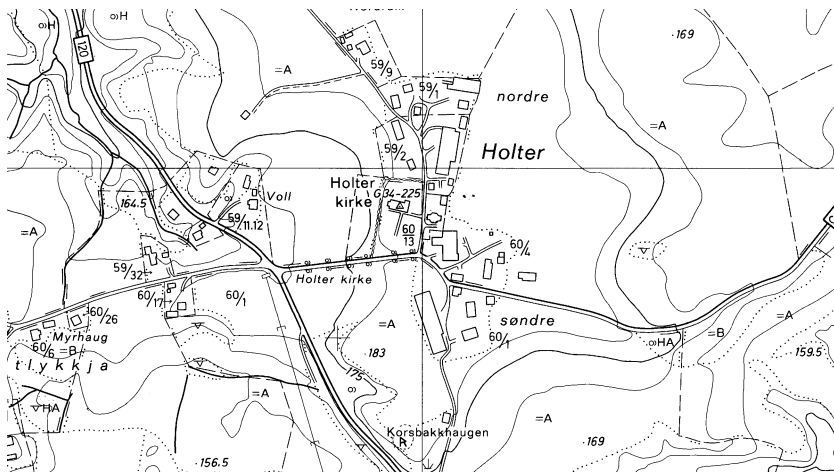 ∞H
∞H
120
169
=A
59/9
59/1
nordre
=A
59/2
Holter
Holter
kirke
G34-225
Voll
164.5
59/11.12
=A
60/13
60/4
59/32
Holter kirke
60/17
60/1
60/26
=A
søndre
=A
=B
60/1
∞HA
Myrhaug
60/6
=B
183
159.5
tlykkja
175
∞
=A
HA
=A
Korsbakkhaugen
R
156.5
169